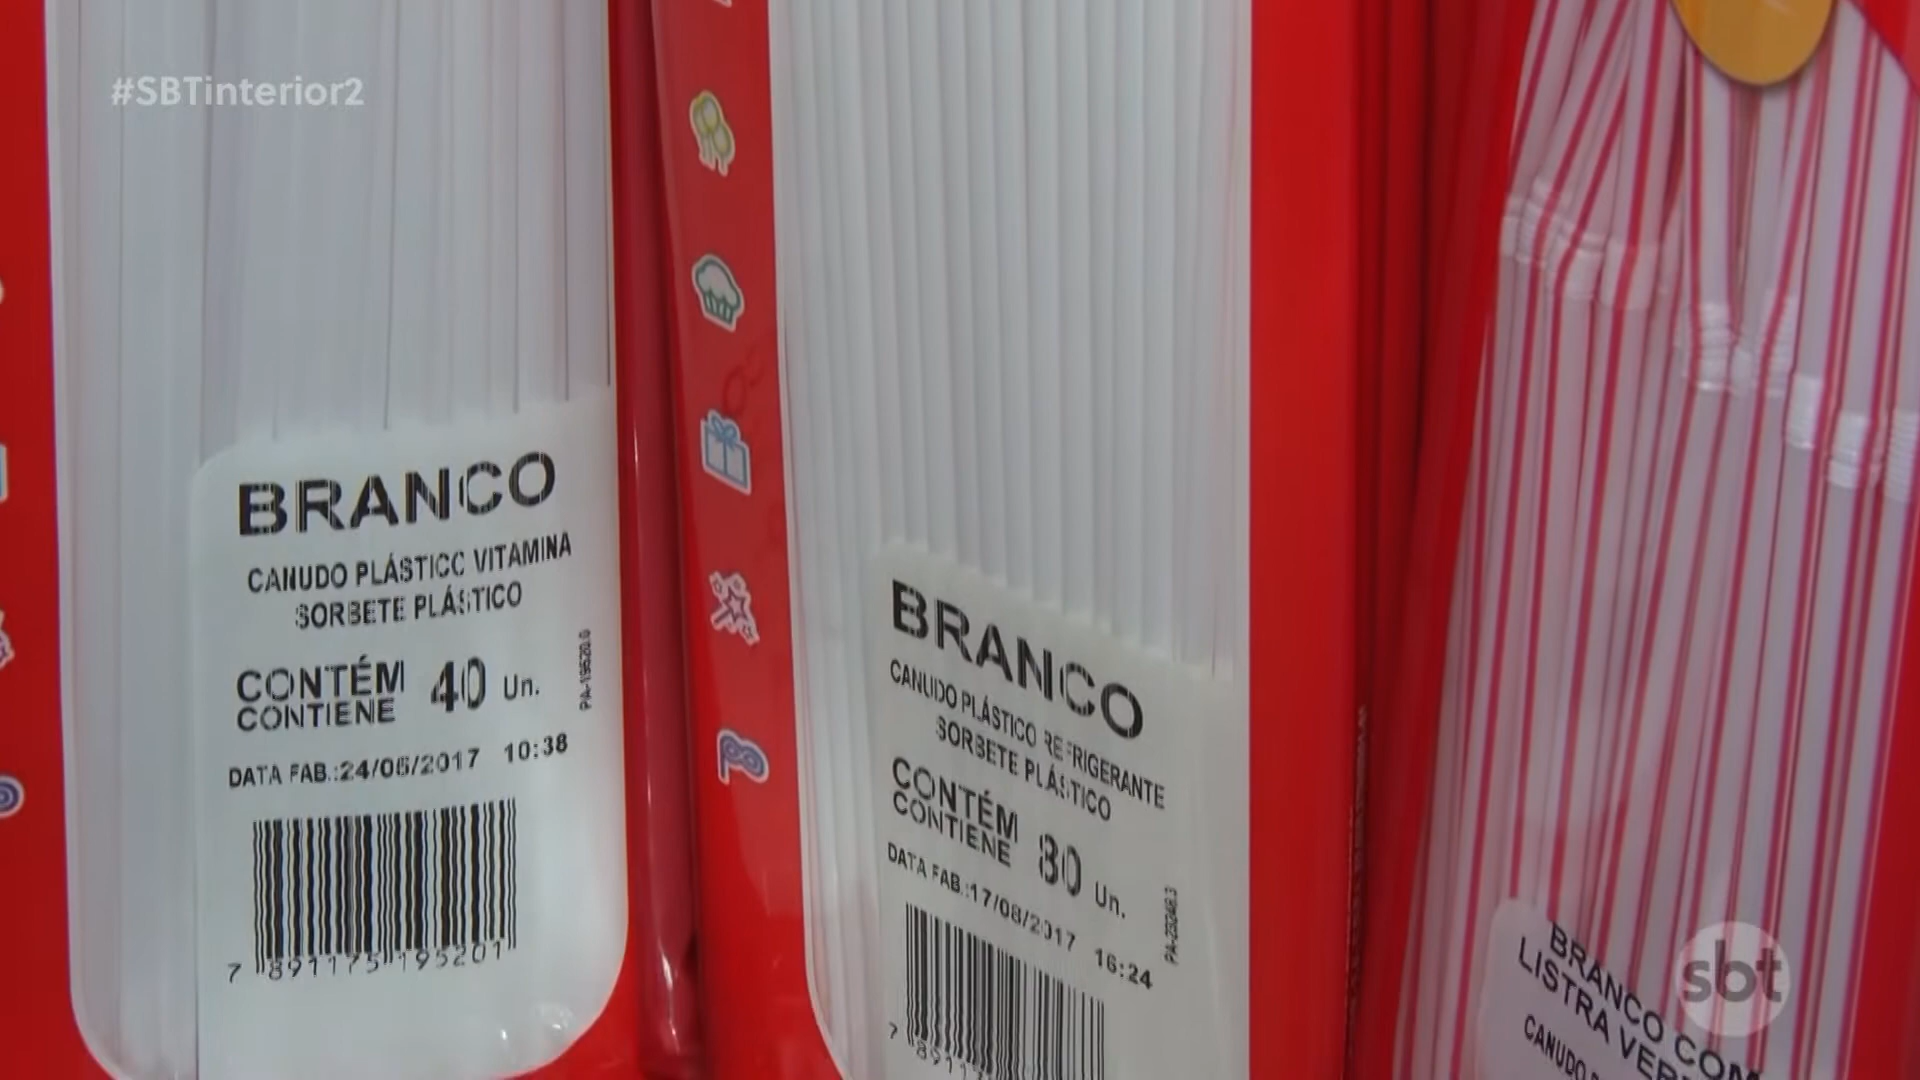 #SBTinterior2
BRANCO
CANUDO PLÁSTICO VITAMINA
SORBETE PLÁSTICO
CONTÉM 40 Un.
CONTIENE
DATA FAB.:24/05/2017 10:38
7 891175 195201
BRANCO
CANUDO PLÁSTICO REFRIGERANTE
SORBETE PLÁSTICO
CONTÉM 80 Un.
CONTIENE
DATA FAB.:17/08/2017 16:24
BRANCO COM
LISTRA
CANUDO
sbt